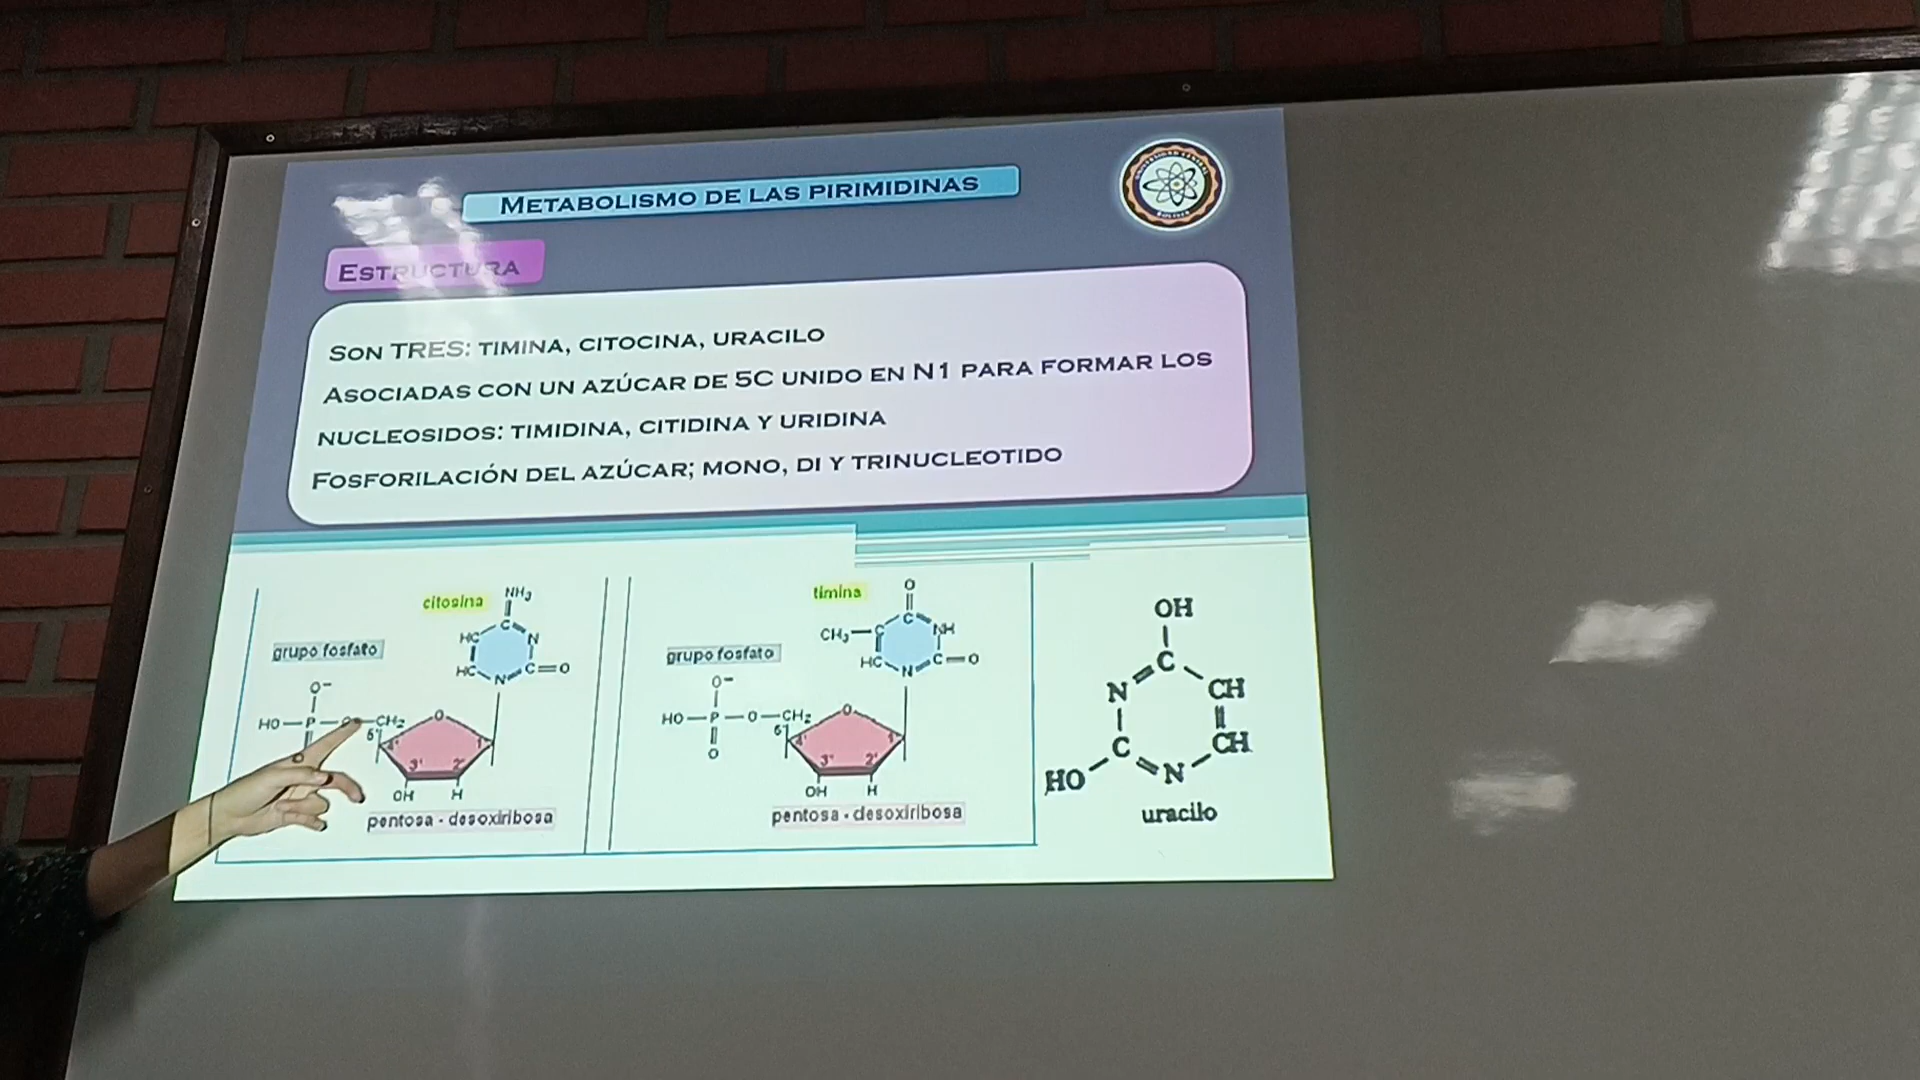 METABOLISMO DE LAS PIRIMIDINAS
ESTRUCTURA
SON TRES: TIMINA, CITOCINA, URACILO
ASOCIADAS CON UN AZÚCAR DE 5C UNIDO EN N1 PARA FORMAR LOS
NUCLEOSIDOS: TIMIDINA, CITIDINA Y URIDINA
FOSFORILACIÓN DEL AZÚCAR; MONO, DI Y TRINUCLEOTIDO
citosina
NH₃
C
HC
N
HC
N
C=O
grupo fosfato
O⁻
HO—P—O—CH₂
O
5'
4'
O
1'
3'
2'
OH
H
pentosa - desoxiribosa
timina
O
C
CH₃—C
NH
HC
N
C=O
grupo fosfato
O⁻
HO—P—O—CH₂
O
5'
4'
O
1'
3'
2'
OH
H
pentosa - desoxiribosa
OH
C
N
CH
C
CH
HO
N
uracilo